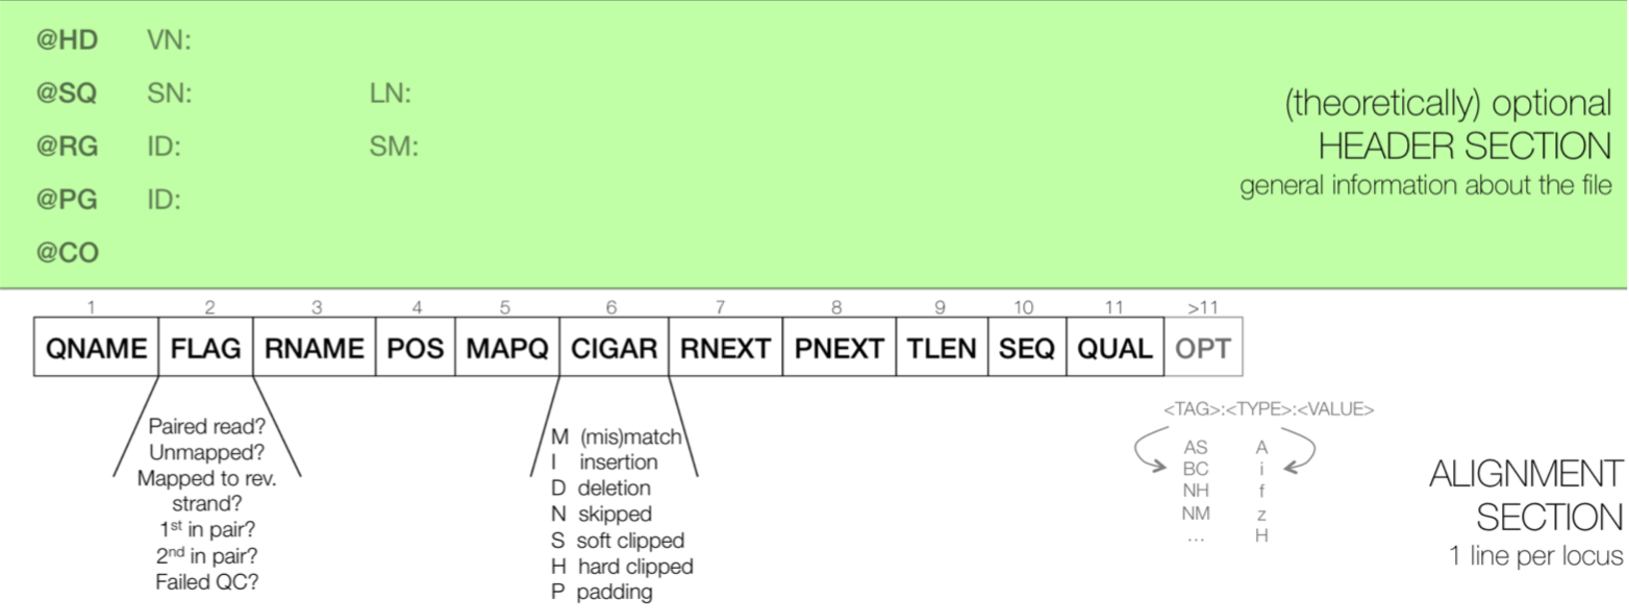 @HD VN:
@SQ SN: LN:
@RG ID: SM:
@PG ID:
@CO
(theoretically) optional
HEADER SECTION
general information about the file
1 2 3 4 5 6 7 8 9 10 11 >11
QNAME FLAG RNAME POS MAPQ CIGAR RNEXT PNEXT TLEN SEQ QUAL OPT
Paired read?
Unmapped?
Mapped to rev.
strand?
1st in pair?
2nd in pair?
Failed QC?
M (mis)match
I insertion
D deletion
N skipped
S soft clipped
H hard clipped
P padding
<TAG>:<TYPE>:<VALUE>
AS A
BC i
NH f
NM z
... H
ALIGNMENT
SECTION
1 line per locus